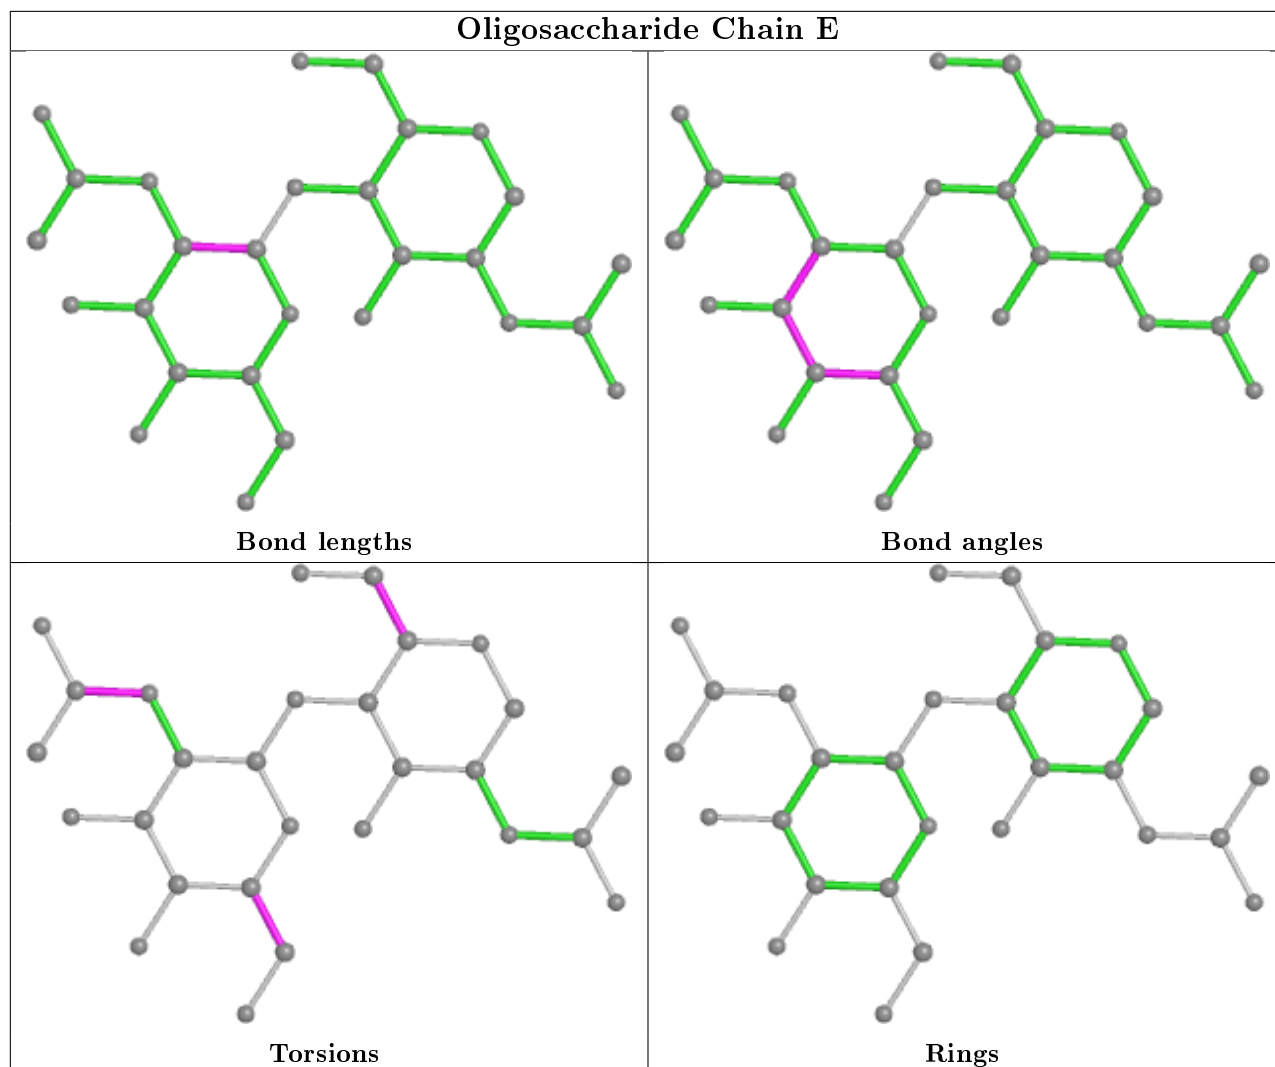 Oligosaccharide Chain E
Bond lengths
Bond angles
Torsions
Rings